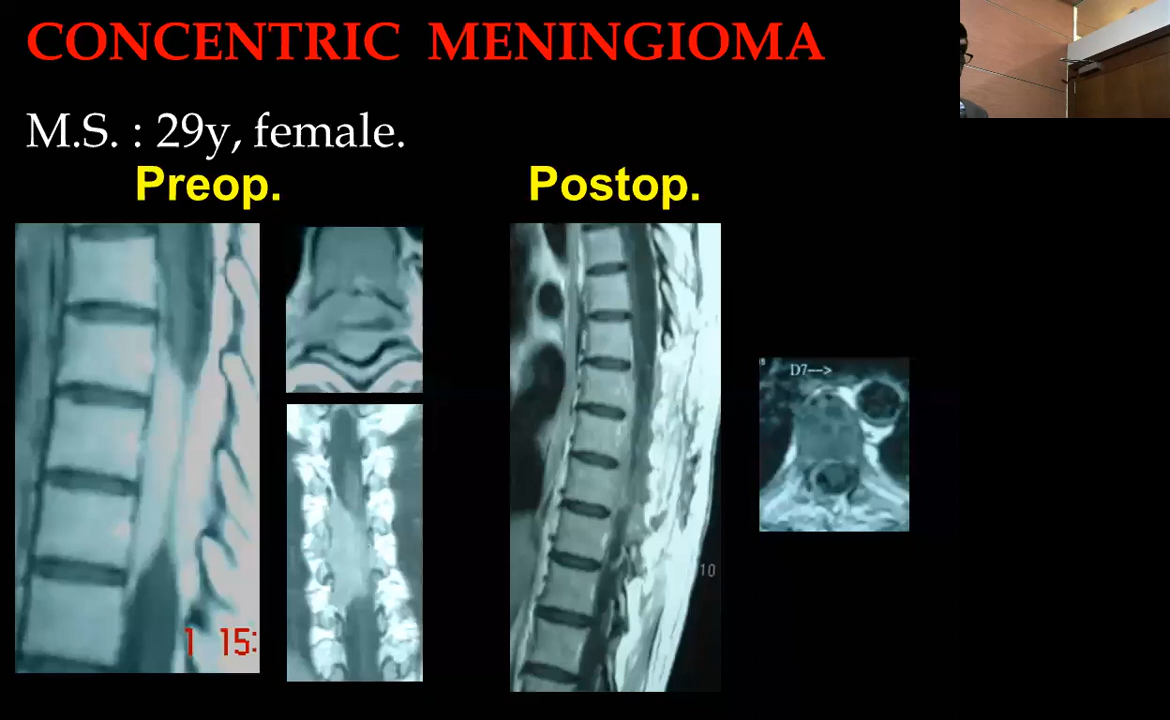 CONCENTRIC MENINGIOMA
M.S. : 29y, female.
Preop.
Postop.
1 15:
10
D7-->